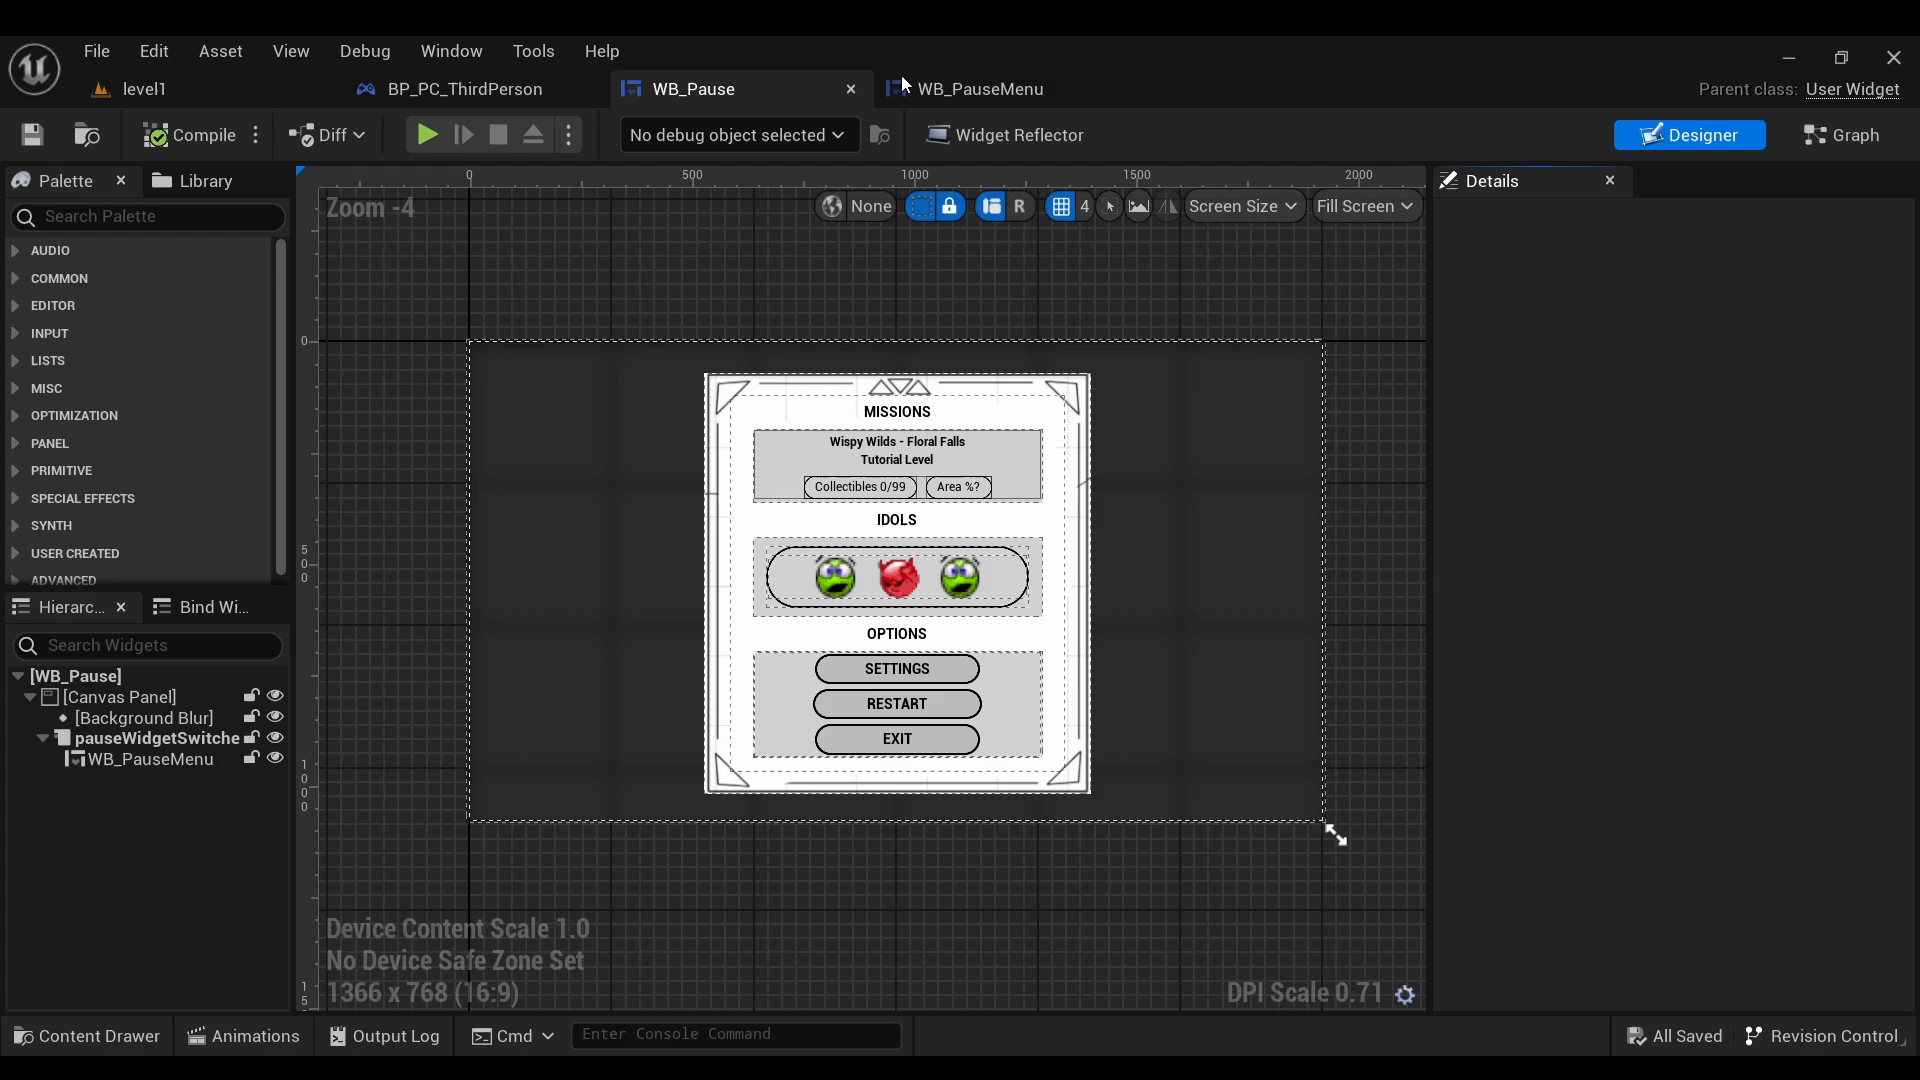 File Edit Asset View Debug Window Tools Help
level1
BP_PC_ThirdPerson
WB_Pause
WB_PauseMenu
Parent class: User Widget
Compile
Diff
No debug object selected
Widget Reflector
Designer
Graph
Palette
Library
Search Palette
AUDIO
COMMON
EDITOR
INPUT
LISTS
MISC
OPTIMIZATION
PANEL
PRIMITIVE
SPECIAL EFFECTS
SYNTH
USER CREATED
ADVANCED
Hierarc...
Bind Wi...
Search Widgets
[WB_Pause]
[Canvas Panel]
[Background Blur]
pauseWidgetSwitche
WB_PauseMenu
0 500 1000 1500 2000
Zoom -4
None
R
4
Screen Size
Fill Screen
0
500
1000
15
MISSIONS
Wispy Wilds - Floral Falls
Tutorial Level
Collectibles 0/99
Area %?
IDOLS
OPTIONS
SETTINGS
RESTART
EXIT
Device Content Scale 1.0
No Device Safe Zone Set
1366 x 768 (16:9)
DPI Scale 0.71
Details
Content Drawer
Animations
Output Log
Cmd
Enter Console Command
All Saved
Revision Control